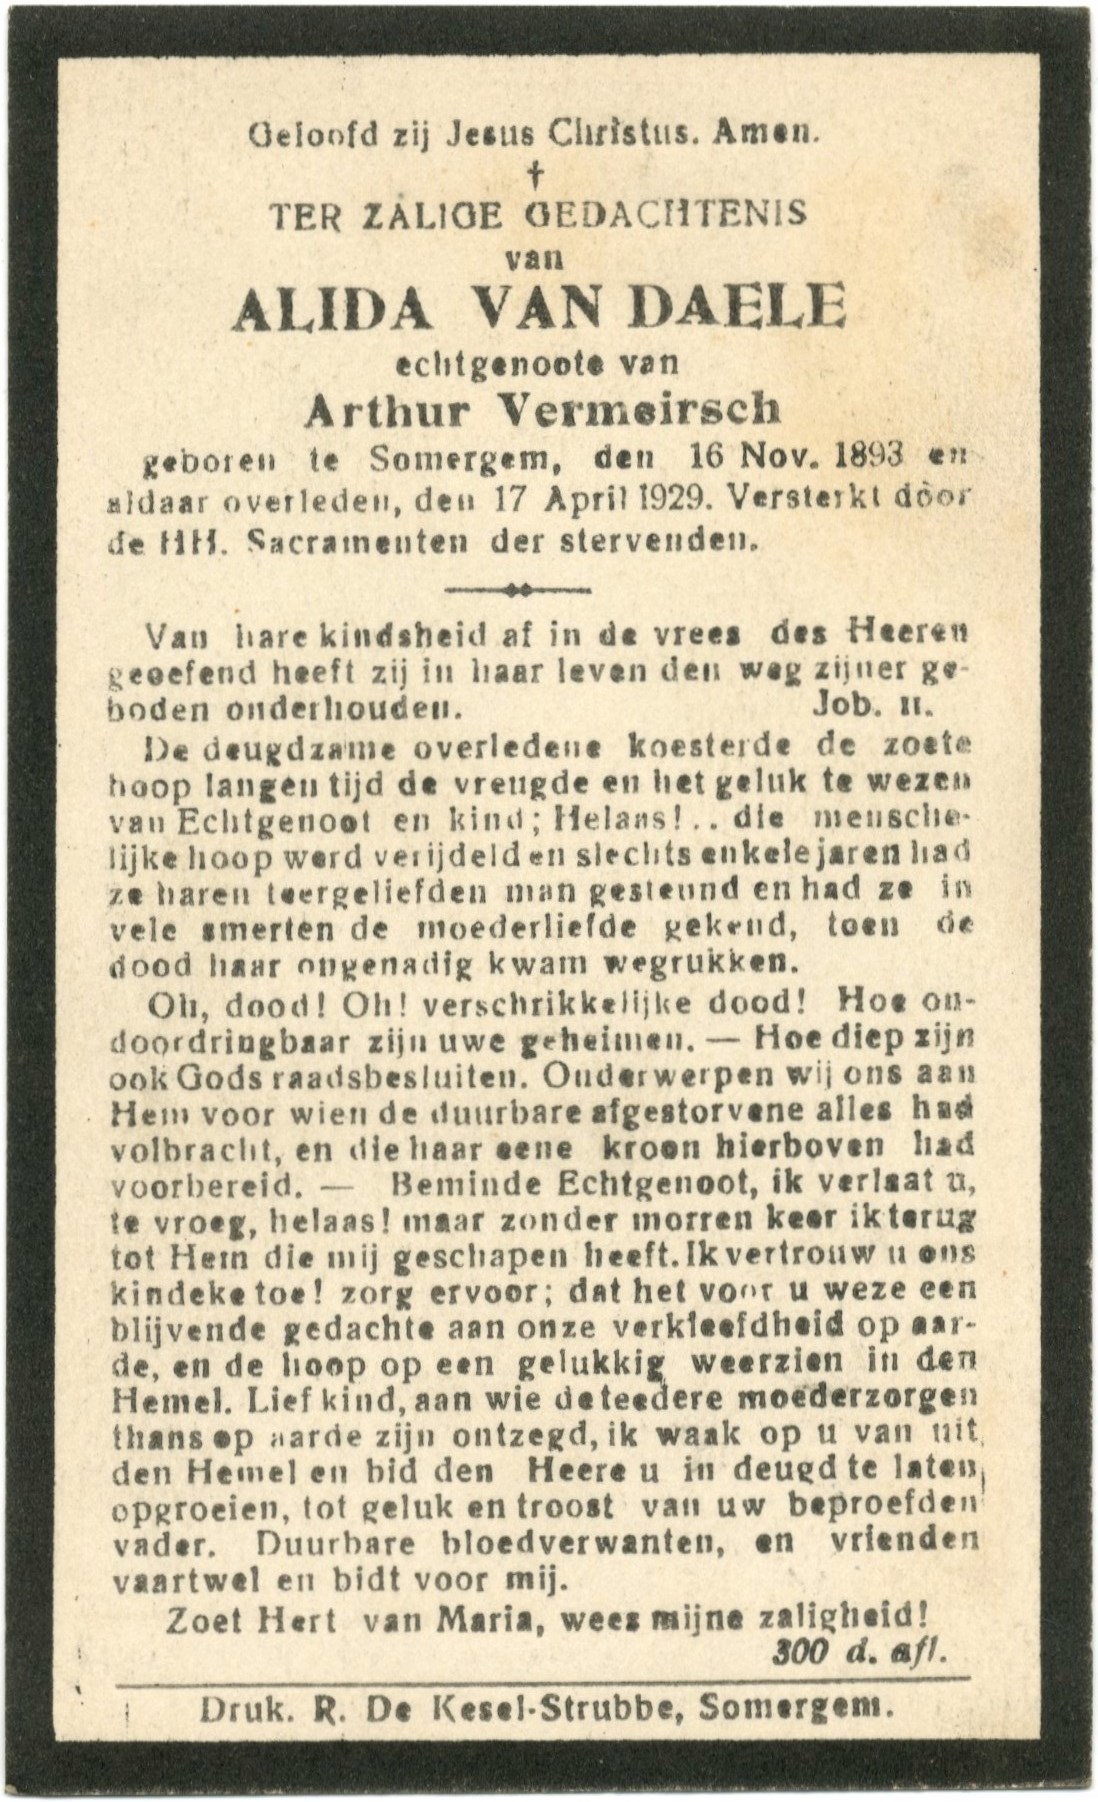 Geloofd zij Jesus Christus. Amen.
†
TER ZALIGE GEDACHTENIS
van
ALIDA VAN DAELE
echtgenoote van
Arthur Vermeirsch
geboren te Somergem, den 16 Nov. 1893 en
aldaar overleden, den 17 April 1929. Versterkt door
de HH. Sacramenten der stervenden.
Van hare kindsheid af in de vrees des Heeren
geoefend heeft zij in haar leven den weg zijner ge-
boden onderhouden. Job. II.
De deugdzame overledene koesterde de zoete
hoop langen tijd de vreugde en het geluk te wezen
van Echtgenoot en kind; Helaas!.. die mensche-
lijke hoop werd verijdeld en slechts enkele jaren had
ze haren teergeliefden man gesteund en had ze in
vele smerten de moederliefde gekend, toen de
dood haar ongenadig kwam wegrukken.
Oh, dood! Oh! verschrikkelijke dood! Hoe on-
doordringbaar zijn uwe geheimen. — Hoe diep zijn
ook Gods raadsbesluiten. Onderwerpen wij ons aan
Hem voor wien de duurbare afgestorvene alles had
volbracht, en die haar eene kroon hierboven had
voorbereid. — Beminde Echtgenoot, ik verlaat u,
te vroeg, helaas! maar zonder morren keer ik terug
tot Hem die mij geschapen heeft. Ik vertrouw u ons
kindeke toe! zorg ervoor; dat het voor u weze een
blijvende gedachte aan onze verkleefdheid op aar-
de, en de hoop op een gelukkig weerzien in den
Hemel. Lief kind, aan wie de teedere moederzorgen
thans op aarde zijn ontzegd, ik waak op u van uit
den Hemel en bid den Heere u in deugd te laten
opgroeien, tot geluk en troost van uw beproefden
vader. Duurbare bloedverwanten, en vrienden
vaartwel en bidt voor mij.
Zoet Hert van Maria, wees mijne zaligheid!
300 d. afl.
Druk. R. De Kesel-Strubbe, Somergem.